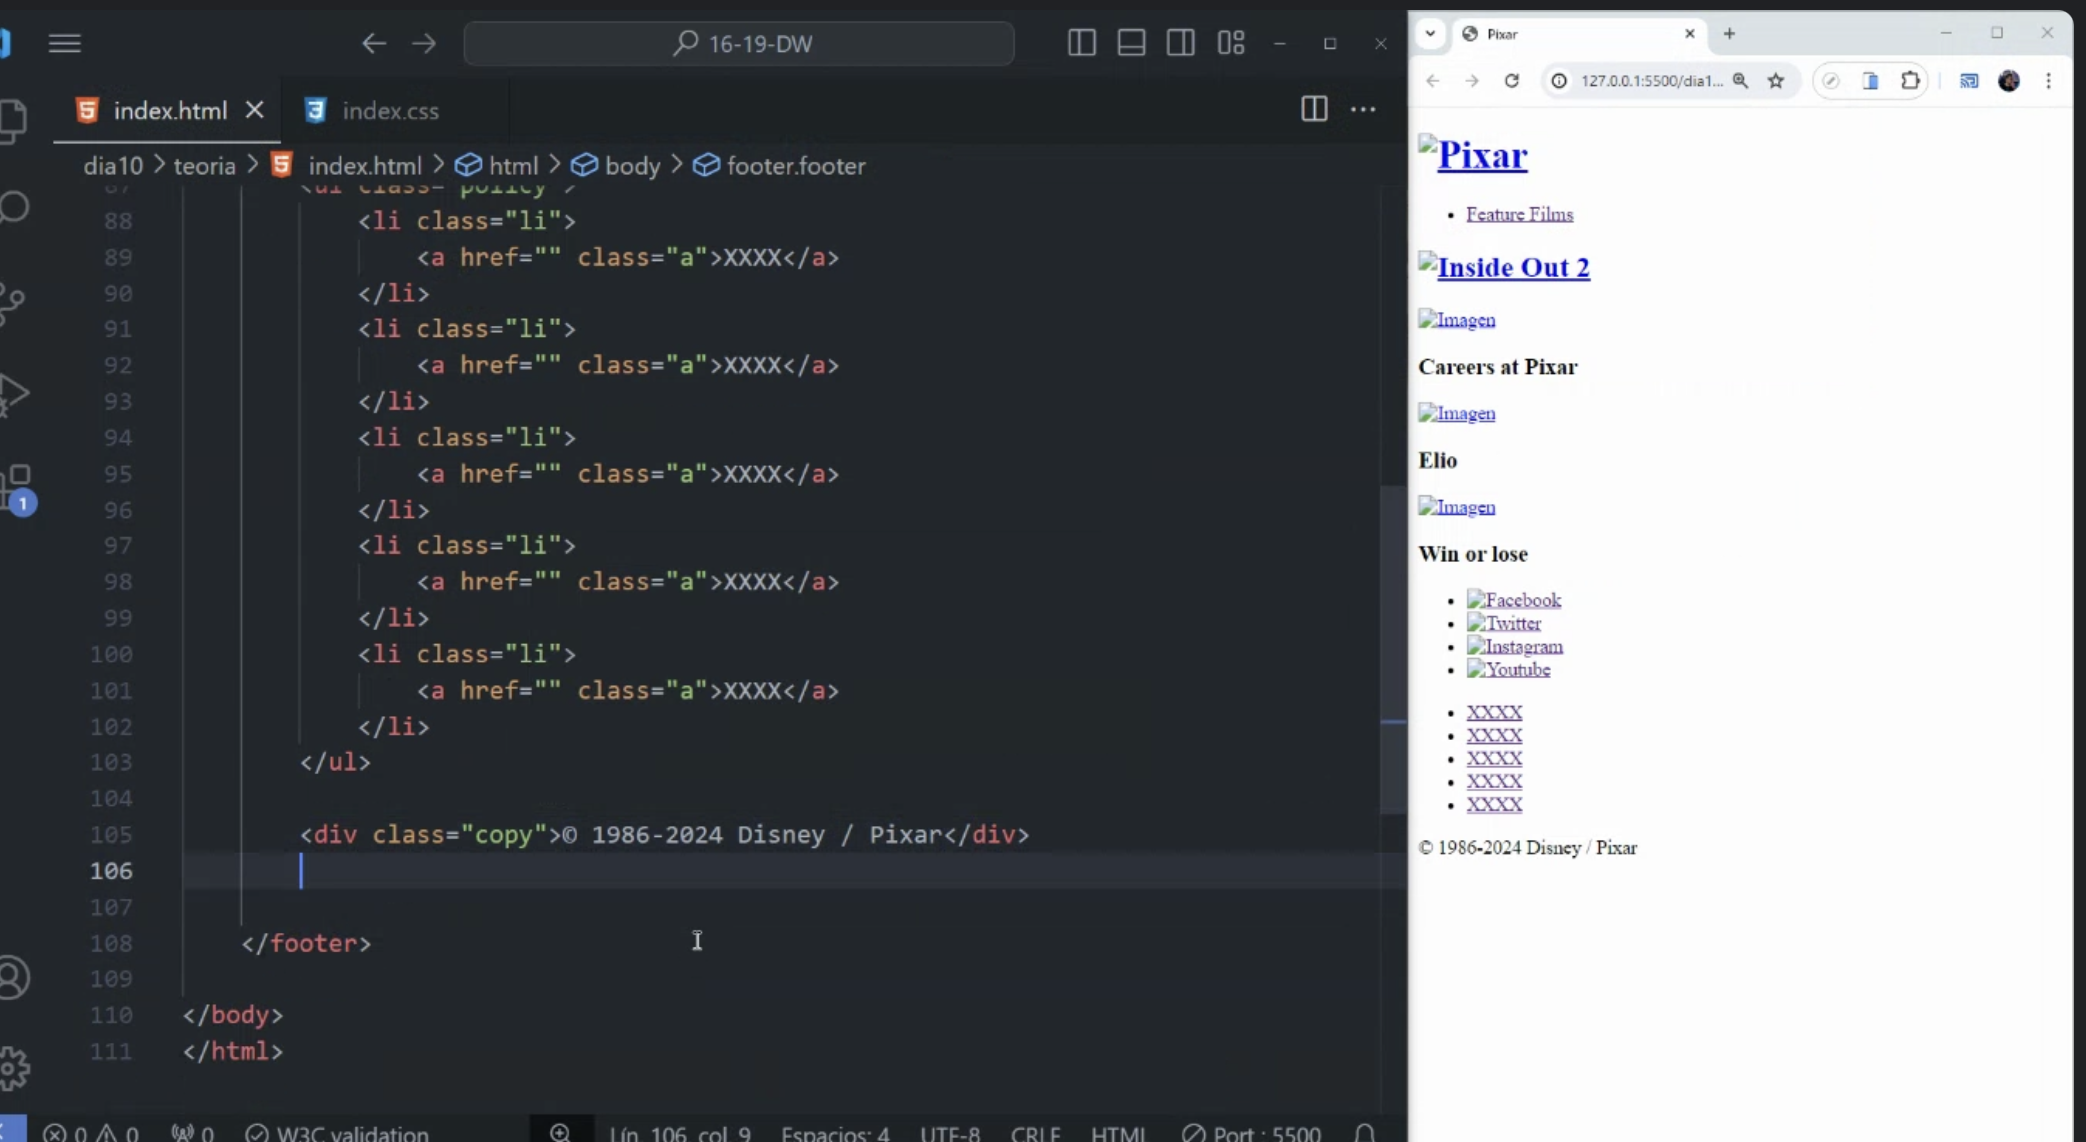 16-19-DW
index.html
index.css
dia10 > teoria > index.html > html > body > footer.footer
87 <ul class="policy">
88 <li class="li">
89 <a href="" class="a">XXXX</a>
90 </li>
91 <li class="li">
92 <a href="" class="a">XXXX</a>
93 </li>
94 <li class="li">
95 <a href="" class="a">XXXX</a>
96 </li>
97 <li class="li">
98 <a href="" class="a">XXXX</a>
99 </li>
100 <li class="li">
101 <a href="" class="a">XXXX</a>
102 </li>
103 </ul>
104
105 <div class="copy">© 1986-2024 Disney / Pixar</div>
106
107
108 </footer>
109
110 </body>
111 </html>
1
0 0 0 W3C validation Lín. 106, col. 9 Espacios: 4 UTF-8 CRLF HTML Port : 5500
Pixar
127.0.0.1:5500/dia1...
Pixar
Feature Films
Inside Out 2
Imagen
Careers at Pixar
Imagen
Elio
Imagen
Win or lose
Facebook
Twitter
Instagram
Youtube
XXXX
XXXX
XXXX
XXXX
XXXX
© 1986-2024 Disney / Pixar